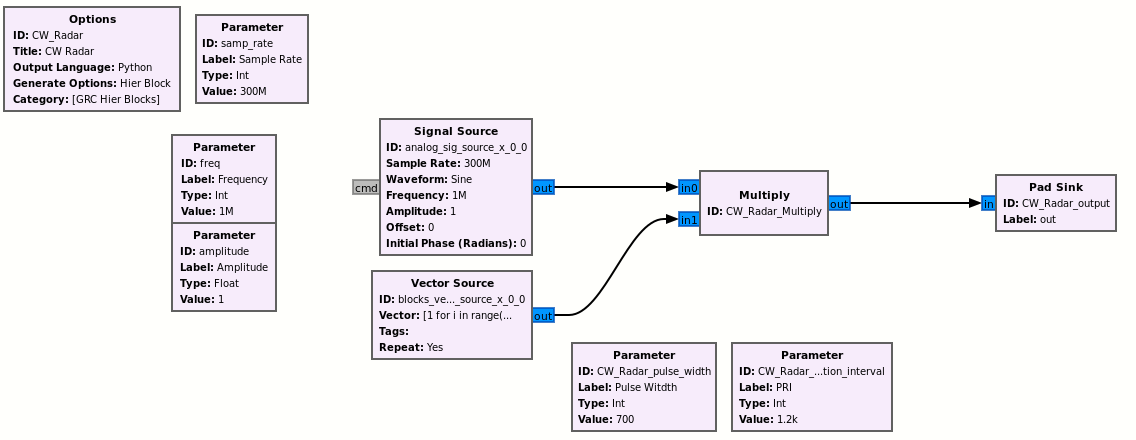 Options
ID: CW_Radar
Title: CW Radar
Output Language: Python
Generate Options: Hier Block
Category: [GRC Hier Blocks]
Parameter
ID: samp_rate
Label: Sample Rate
Type: Int
Value: 300M
Parameter
ID: freq
Label: Frequency
Type: Int
Value: 1M
Parameter
ID: amplitude
Label: Amplitude
Type: Float
Value: 1
cmd
Signal Source
ID: analog_sig_source_x_0_0
Sample Rate: 300M
Waveform: Sine
Frequency: 1M
Amplitude: 1
Offset: 0
Initial Phase (Radians): 0
out
Vector Source
ID: blocks_ve..._source_x_0_0
Vector: [1 for i in range(...
Tags:
Repeat: Yes
out
in0
in1
Multiply
ID: CW_Radar_Multiply
out
in
Pad Sink
ID: CW_Radar_output
Label: out
Parameter
ID: CW_Radar_pulse_width
Label: Pulse Witdth
Type: Int
Value: 700
Parameter
ID: CW_Radar_...tion_interval
Label: PRI
Type: Int
Value: 1.2k